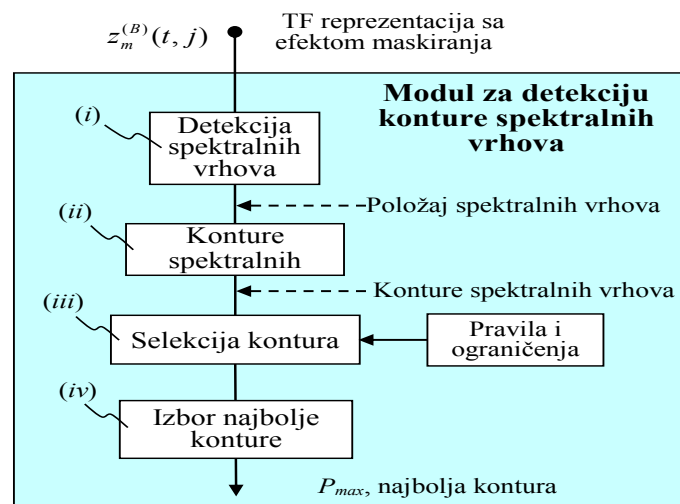 TF reprezentacija sa
efektom maskiranja
z_m^(B)(t, j)
Modul za detekciju
konture spektralnih
vrhova
(i)
Detekcija
spektralnih
vrhova
Položaj spektralnih vrhova
(ii)
Konture
spektralnih
Konture spektralnih vrhova
(iii)
Selekcija kontura
Pravila i
ograničenja
(iv)
Izbor najbolje
konture
P_max, najbolja kontura